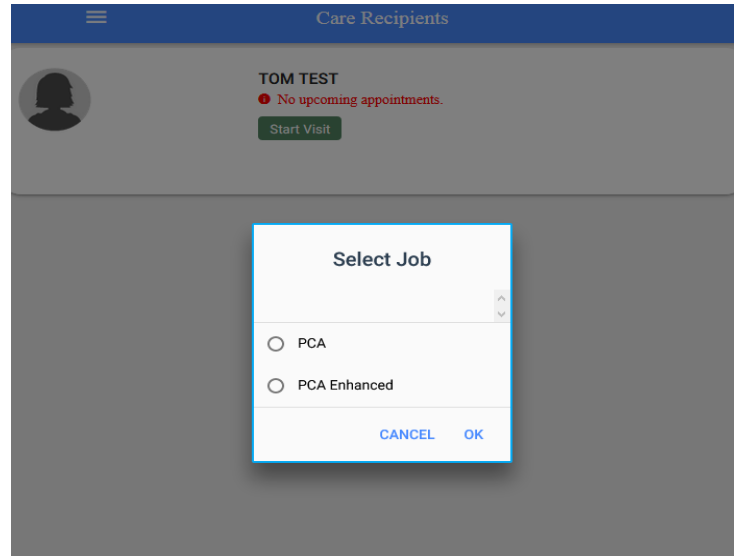 Care Recipients
TOM TEST
No upcoming appointments.
Start Visit
Select Job
PCA
PCA Enhanced
CANCEL OK